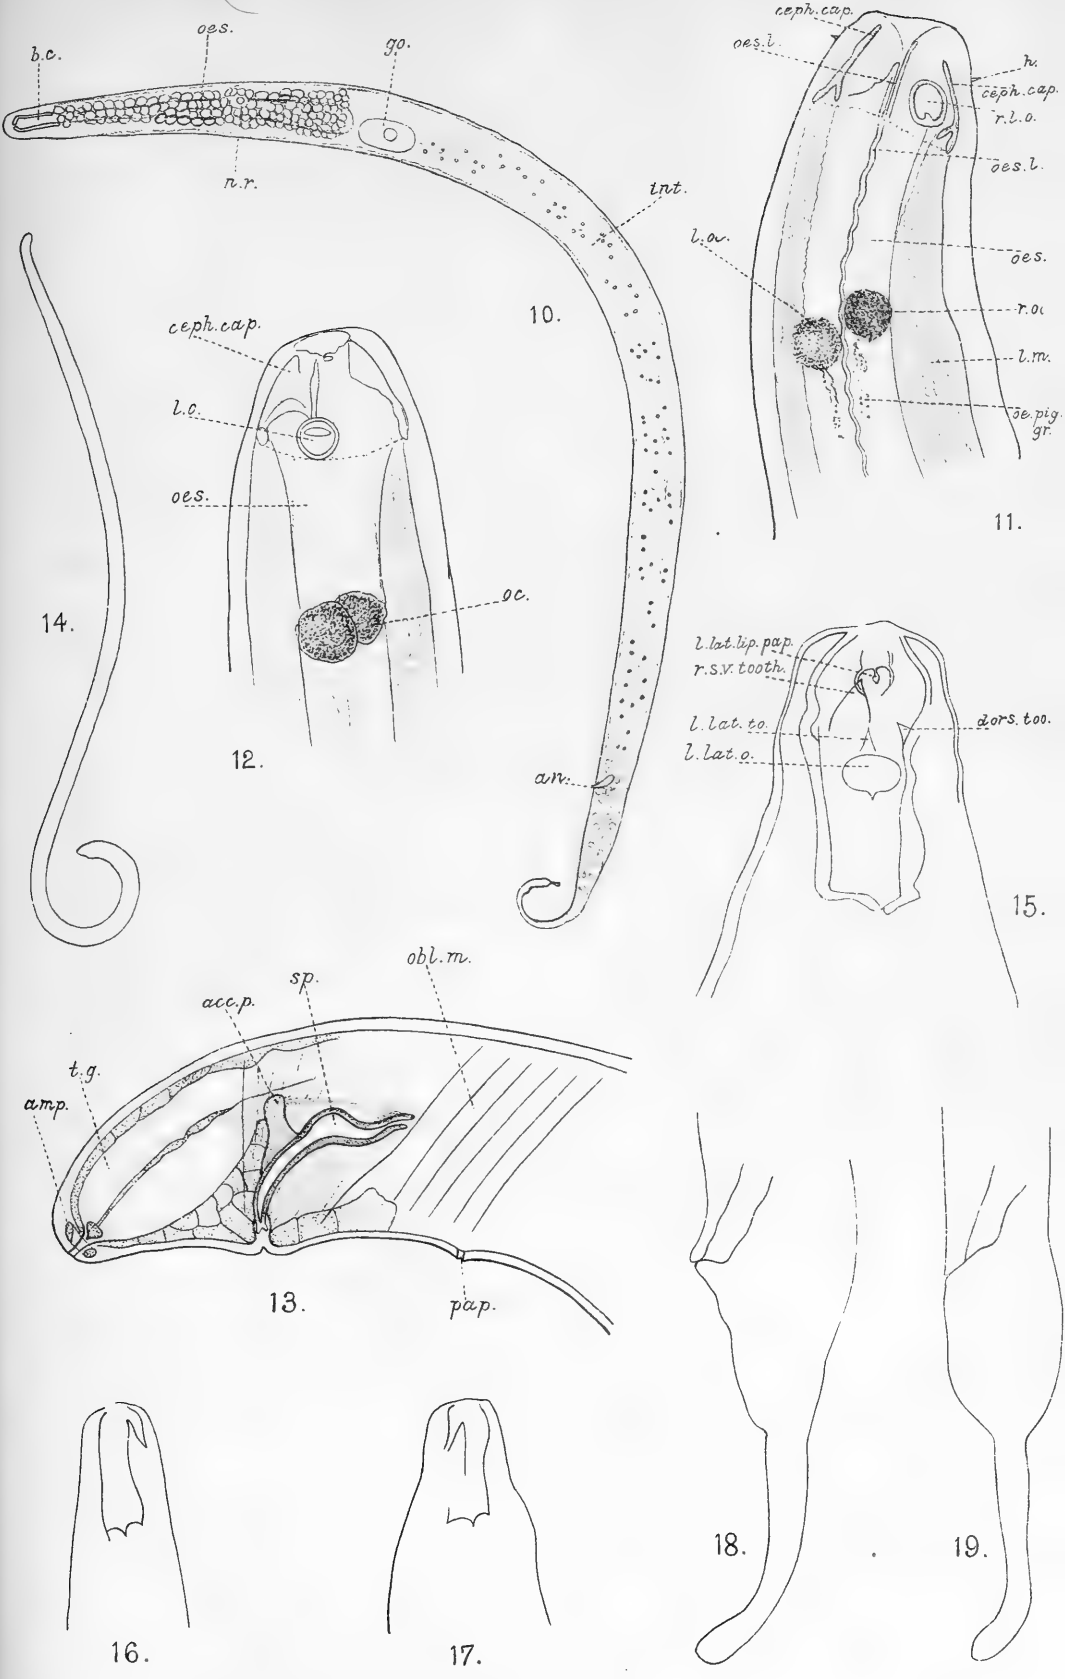 oes.
b.c.
go.
n.r.
int.
10.
an.
ceph.cap.
oes.l.
h.
ceph.cap.
r.l.o.
oes.l.
l.oc.
oes.
r.oc
l.m.
oe.pig.
gr.
11.
ceph.cap.
l.o.
oes.
oc.
12.
14.
l.lat.lip.pap.
r.s.v.tooth.
l.lat.to.
dors.too.
l.lat.o.
15.
obl.m.
sp.
acc.p.
t.g.
amp.
pap.
13.
16.
17.
18.
19.